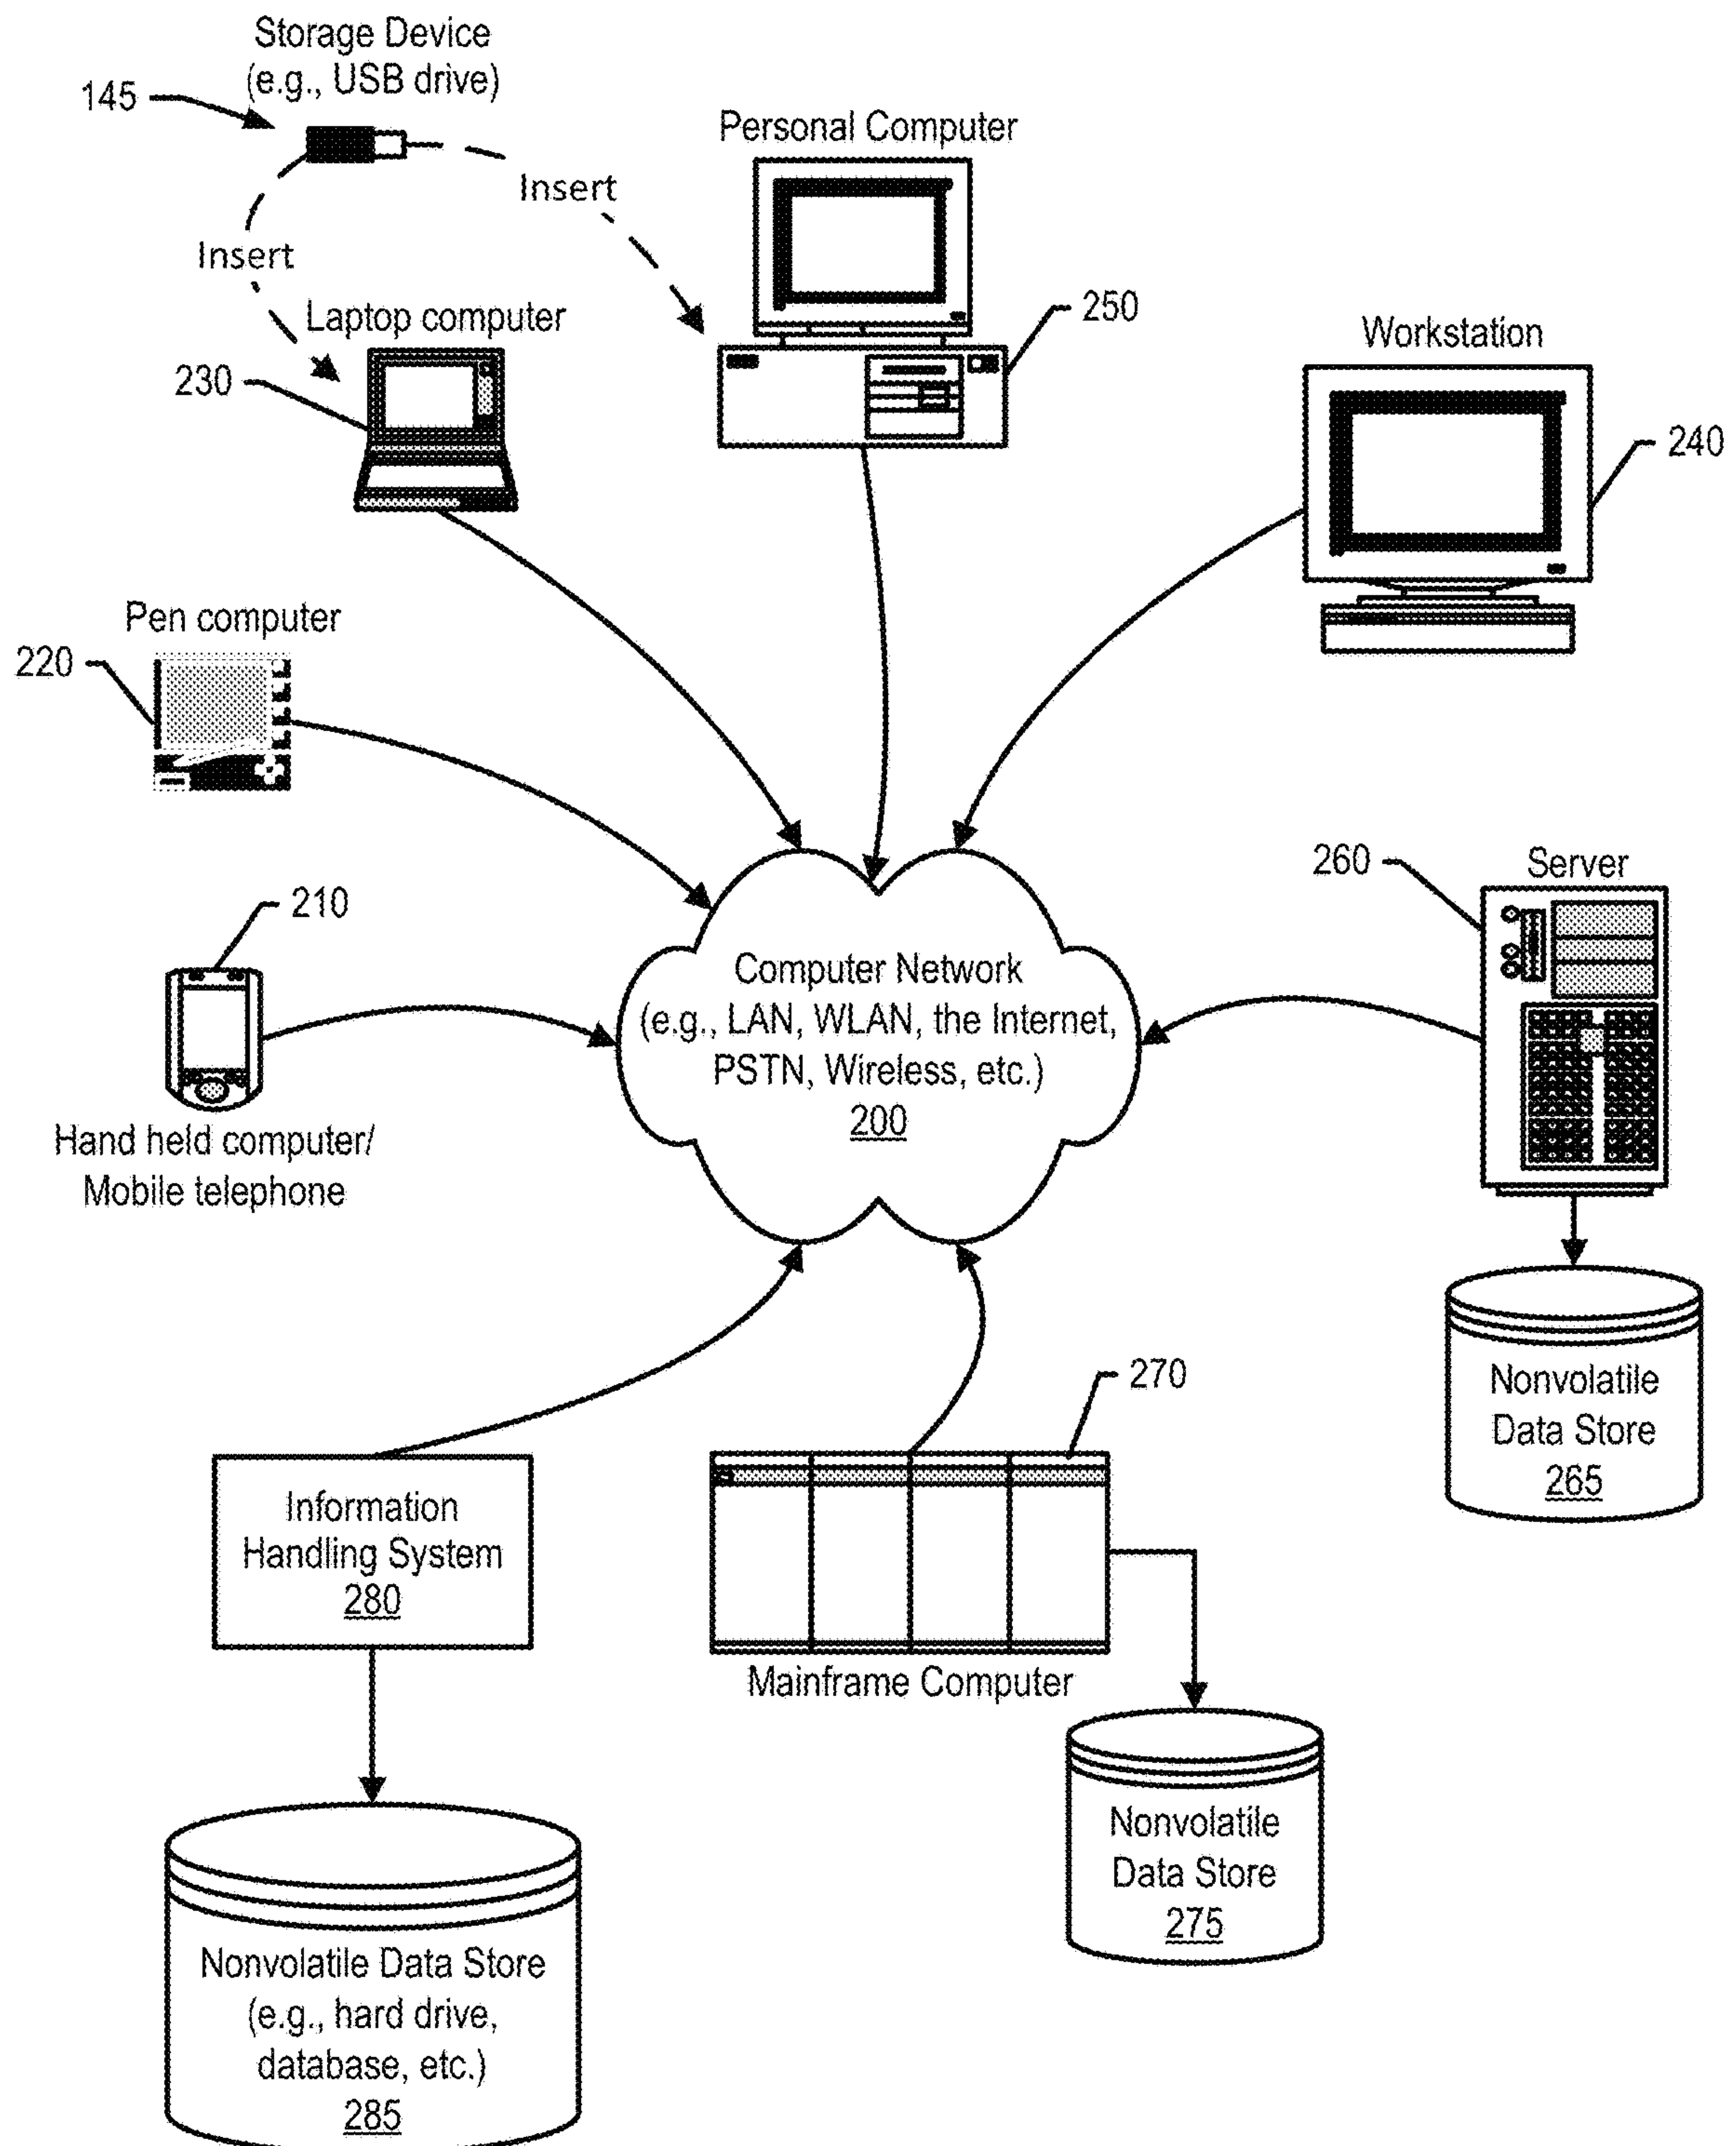 Storage Device
(e.g., USB drive)
145
Personal Computer
Insert
Insert
Laptop computer
250
Workstation
230
240
Pen computer
220
260
Server
210
Computer Network
(e.g., LAN, WLAN, the Internet,
PSTN, Wireless, etc.)
200
Hand held computer/
Mobile telephone
270
Nonvolatile
Data Store
265
Information
Handling System
280
Mainframe Computer
Nonvolatile
Data Store
275
Nonvolatile Data Store
(e.g., hard drive,
database, etc.)
285